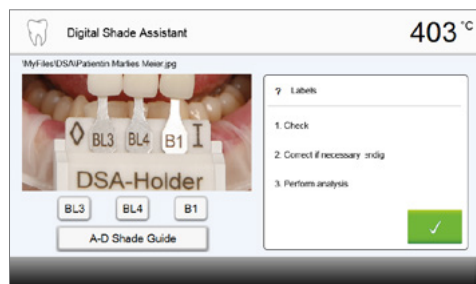 Digital Shade Assistant
403 °C
\MyFiles\DSA\Patientin Marlies Meier.jpg
BL3 BL4 B1
DSA-Holder
BL3 BL4 B1
A-D Shade Guide
? Labels
1. Check
2. Correct if necessary :ndig
3. Perform analysis